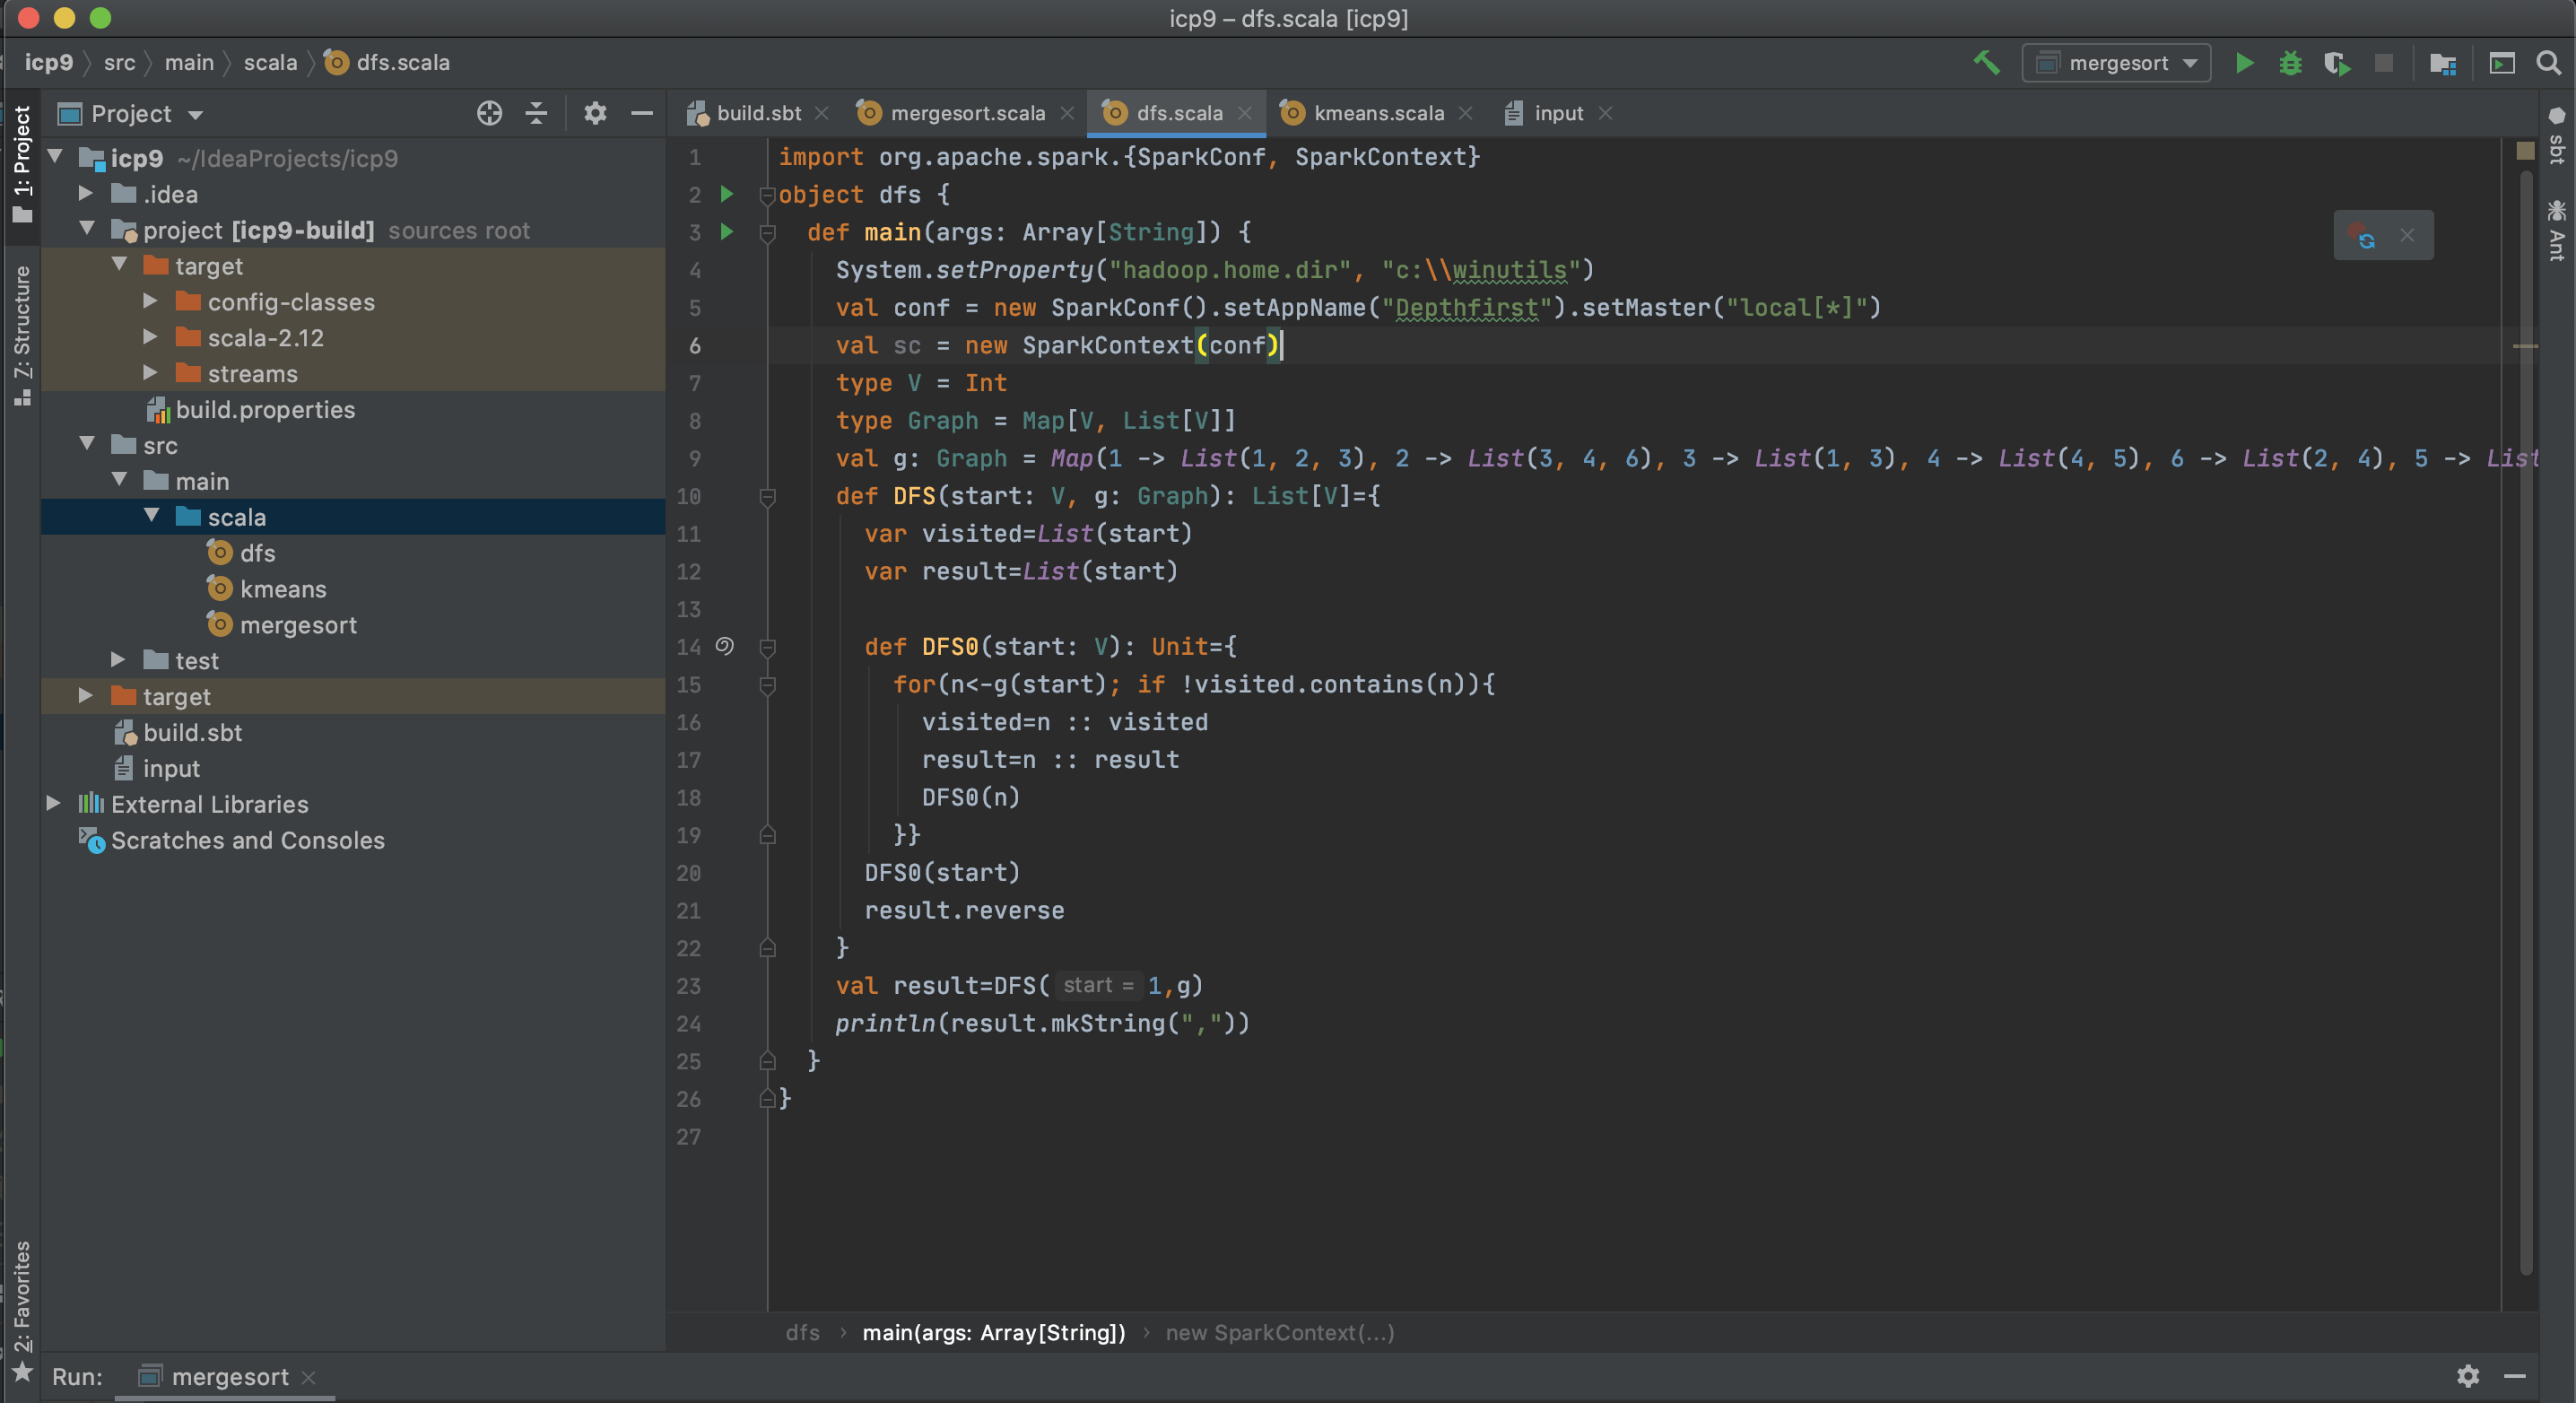 icp9 – dfs.scala [icp9]
icp9 src main scala dfs.scala
mergesort
1: Project
7: Structure
2: Favorites
Project
icp9 ~/IdeaProjects/icp9
.idea
project [icp9-build] sources root
target
config-classes
scala-2.12
streams
build.properties
src
main
scala
dfs
kmeans
mergesort
test
target
build.sbt
input
External Libraries
Scratches and Consoles
build.sbt mergesort.scala dfs.scala kmeans.scala input
1 import org.apache.spark.{SparkConf, SparkContext}
2 object dfs {
3 def main(args: Array[String]) {
4 System.setProperty("hadoop.home.dir", "c:\\winutils")
5 val conf = new SparkConf().setAppName("Depthfirst").setMaster("local[*]")
6 val sc = new SparkContext(conf)
7 type V = Int
8 type Graph = Map[V, List[V]]
9 val g: Graph = Map(1 -> List(1, 2, 3), 2 -> List(3, 4, 6), 3 -> List(1, 3), 4 -> List(4, 5), 6 -> List(2, 4), 5 -> List
10 def DFS(start: V, g: Graph): List[V]={
11 var visited=List(start)
12 var result=List(start)
13
14 def DFS0(start: V): Unit={
15 for(n<-g(start); if !visited.contains(n)){
16 visited=n :: visited
17 result=n :: result
18 DFS0(n)
19 }}
20 DFS0(start)
21 result.reverse
22 }
23 val result=DFS( start = 1,g)
24 println(result.mkString(","))
25 }
26 }
27
dfs › main(args: Array[String]) › new SparkContext(...)
sbt
Ant
Run: mergesort